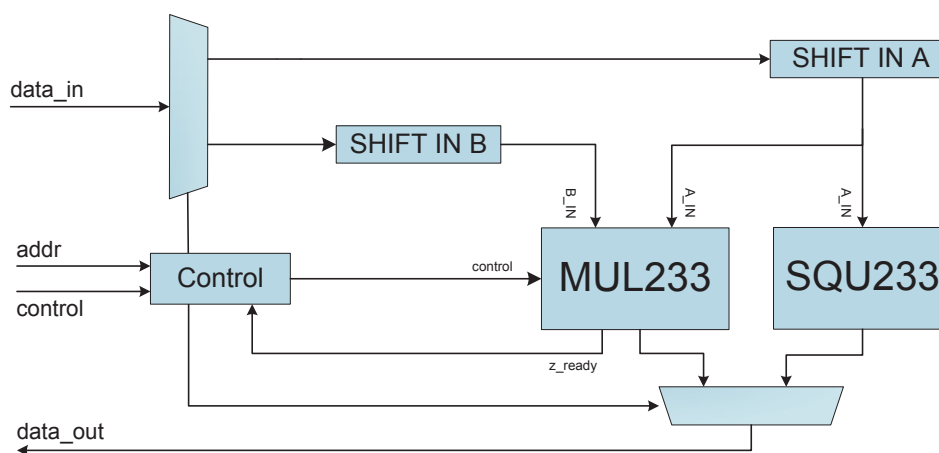 SHIFT IN A
data_in
SHIFT IN B
B_IN
A_IN
A_IN
addr
Control
control
MUL233
SQU233
control
z_ready
data_out